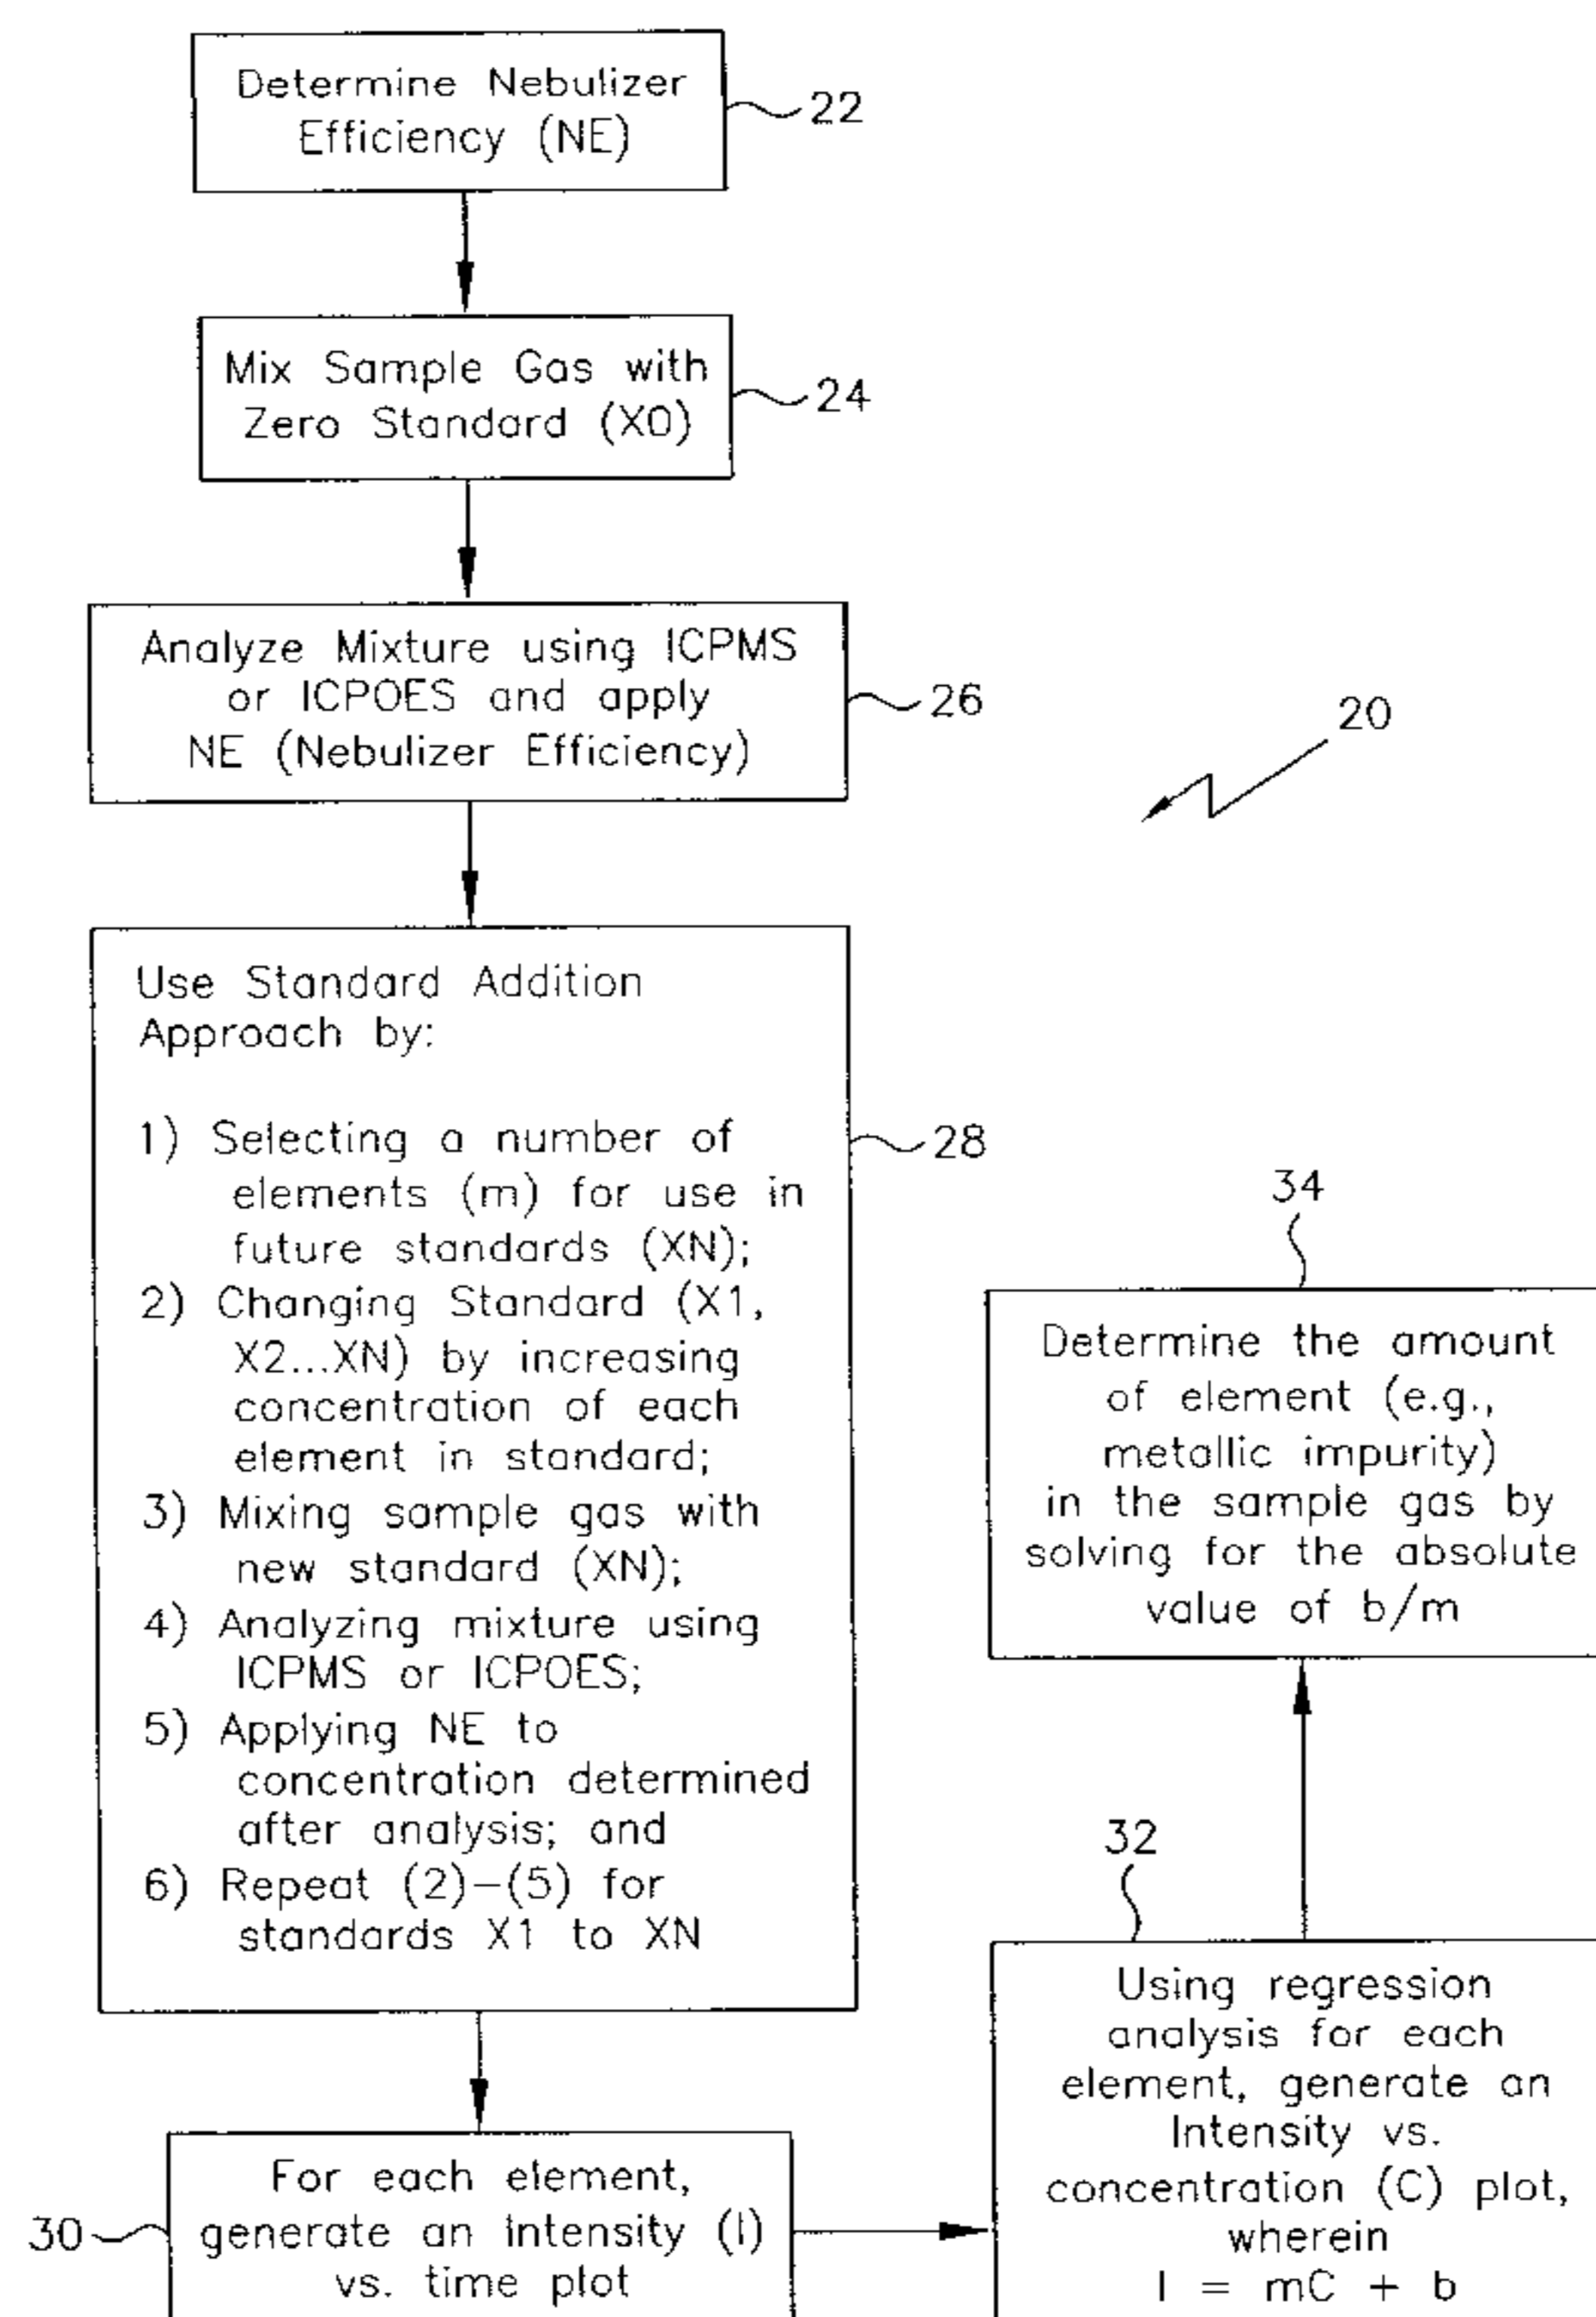 Determine Nebulizer
Efficiency (NE)
22
Mix Sample Gas with
Zero Standard (X0)
24
Analyze Mixture using ICPMS
or ICPOES and apply
NE (Nebulizer Efficiency)
26
20
Use Standard Addition
Approach by:
1) Selecting a number of
elements (m) for use in
future standards (XN);
2) Changing Standard (X1,
X2...XN) by increasing
concentration of each
element in standard;
3) Mixing sample gas with
new standard (XN);
4) Analyzing mixture using
ICPMS or ICPOES;
5) Applying NE to
concentration determined
after analysis; and
6) Repeat (2)-(5) for
standards X1 to XN
28
30
For each element,
generate an Intensity (I)
vs. time plot
32
Using regression
analysis for each
element, generate an
Intensity vs.
concentration (C) plot,
wherein
I = mC + b
34
Determine the amount
of element (e.g.,
metallic impurity)
in the sample gas by
solving for the absolute
value of b/m